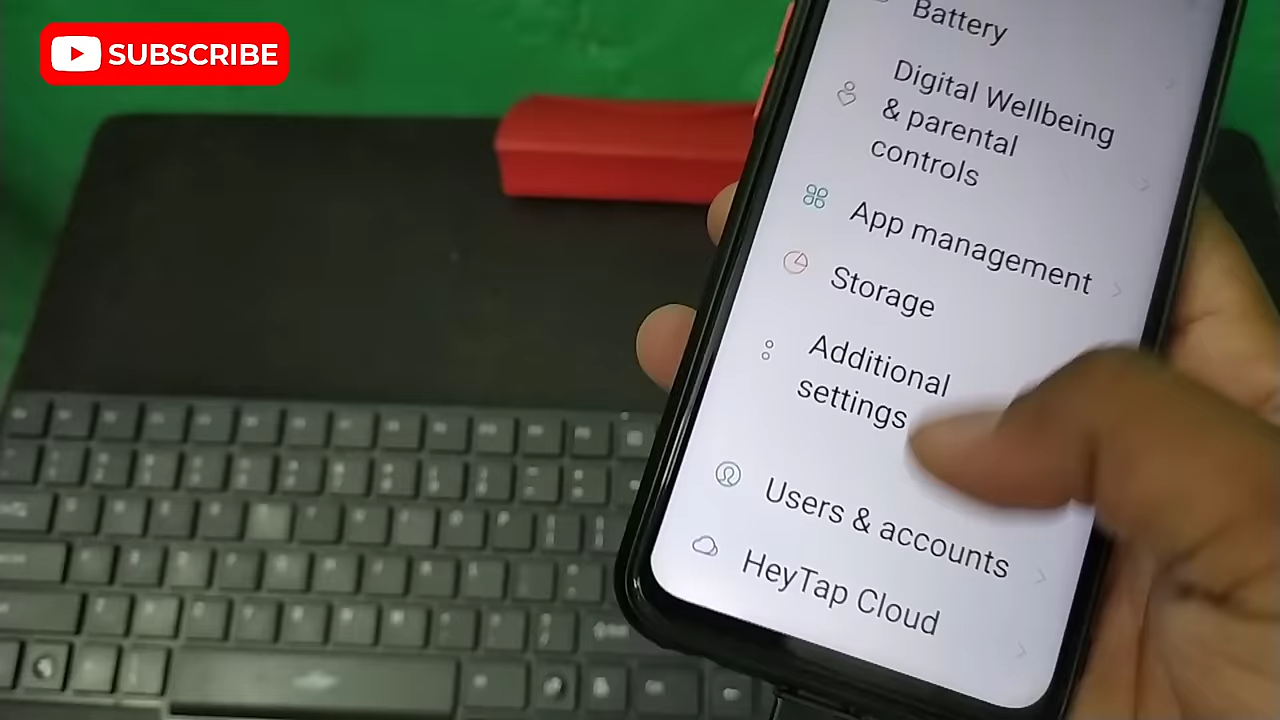 SUBSCRIBE
Battery
Digital Wellbeing
& parental
controls
App management
Storage
Additional
settings
Users & accounts
HeyTap Cloud